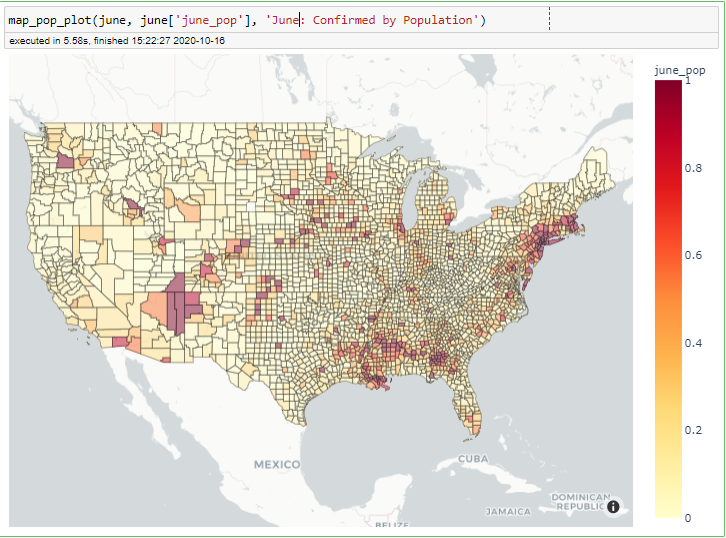 map_pop_plot(june, june['june_pop'], 'June: Confirmed by Population')
executed in 5.58s, finished 15:22:27 2020-10-16
june_pop
1
0.8
0.6
0.4
0.2
0
MEXICO
CUBA
DOMINICAN
REPUBLIC
JAMAICA
BELIZE